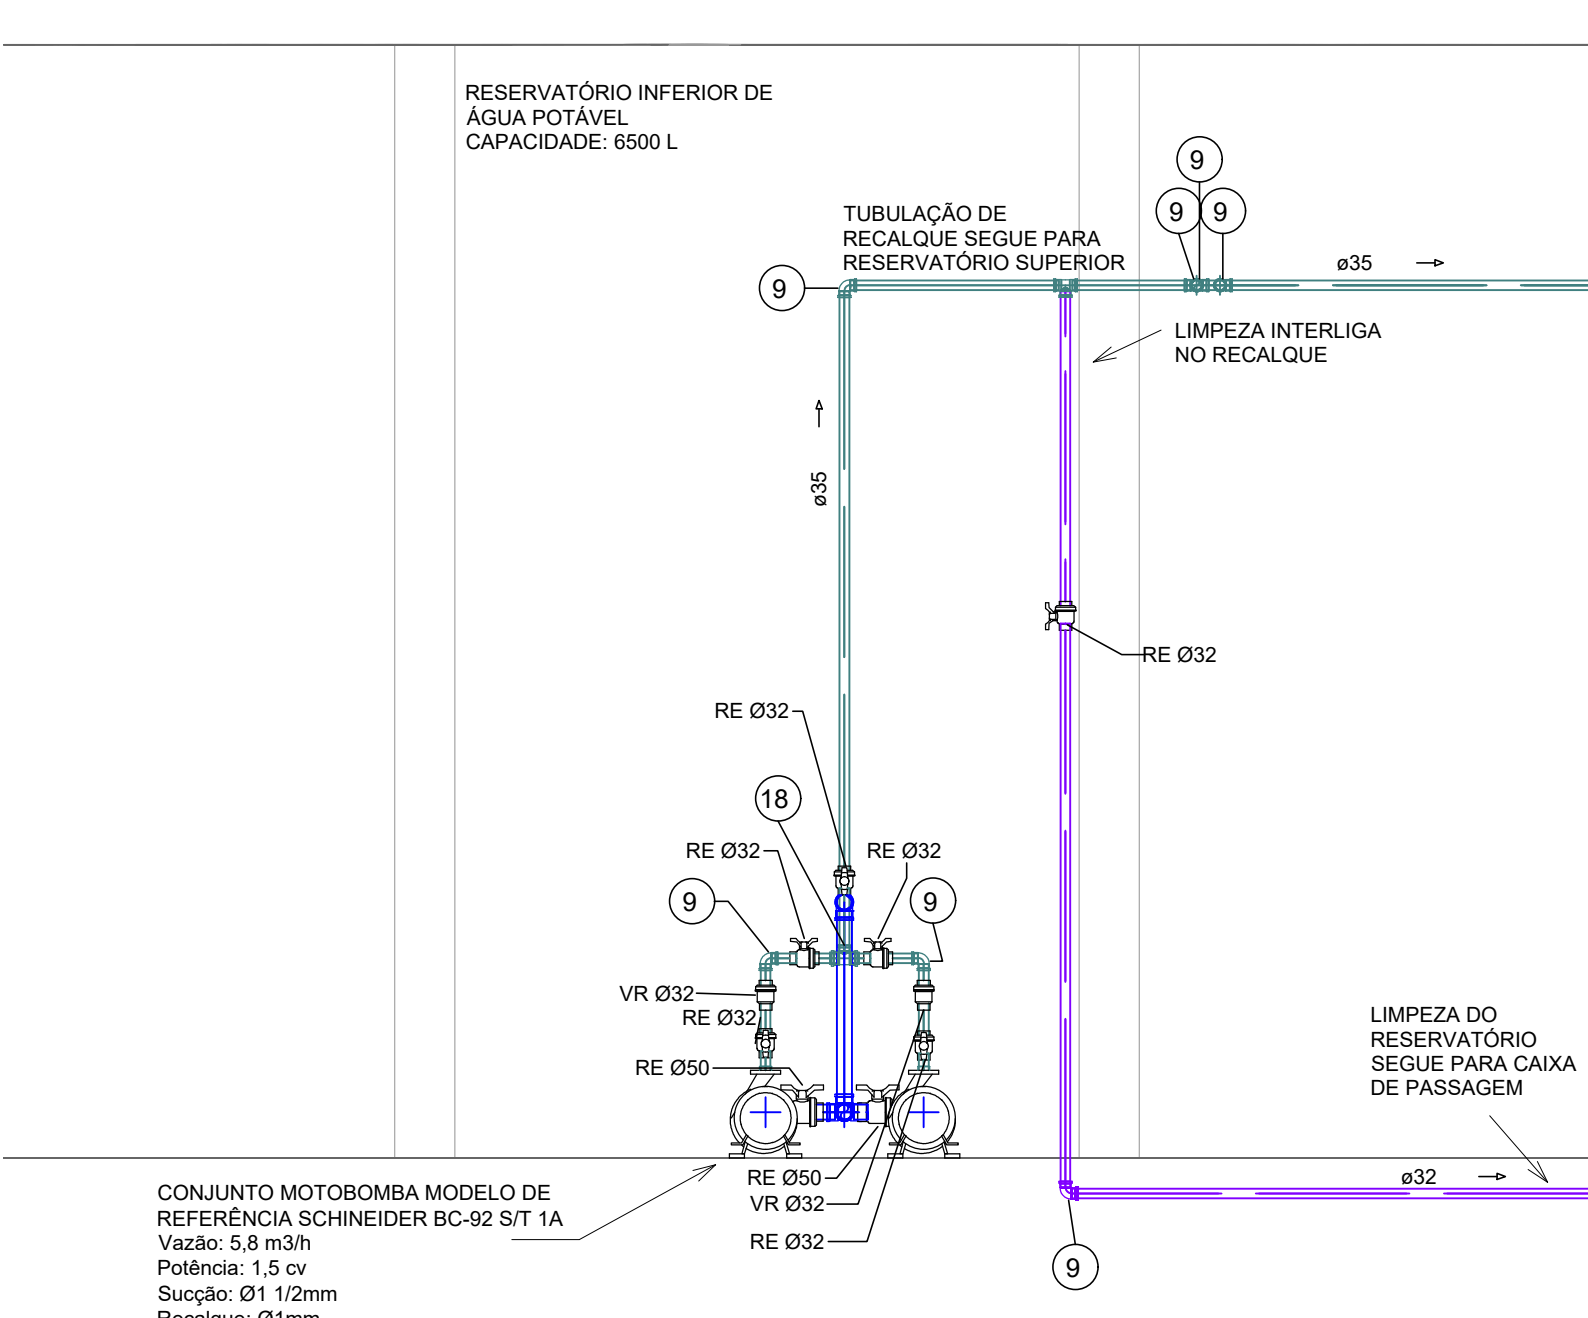 RESERVATÓRIO INFERIOR DE
ÁGUA POTÁVEL
CAPACIDADE: 6500 L
9
9 9
TUBULAÇÃO DE
RECALQUE SEGUE PARA
RESERVATÓRIO SUPERIOR
ø35
9
LIMPEZA INTERLIGA
NO RECALQUE
ø35
RE Ø32
RE Ø32
18
RE Ø32
RE Ø32
9
9
VR Ø32
RE Ø32
RE Ø50
LIMPEZA DO
RESERVATÓRIO
SEGUE PARA CAIXA
DE PASSAGEM
RE Ø50
VR Ø32
RE Ø32
ø32
9
CONJUNTO MOTOBOMBA MODELO DE
REFERÊNCIA SCHINEIDER BC-92 S/T 1A
Vazão: 5,8 m3/h
Potência: 1,5 cv
Sucção: Ø1 1/2mm
Recalque: Ø1mm